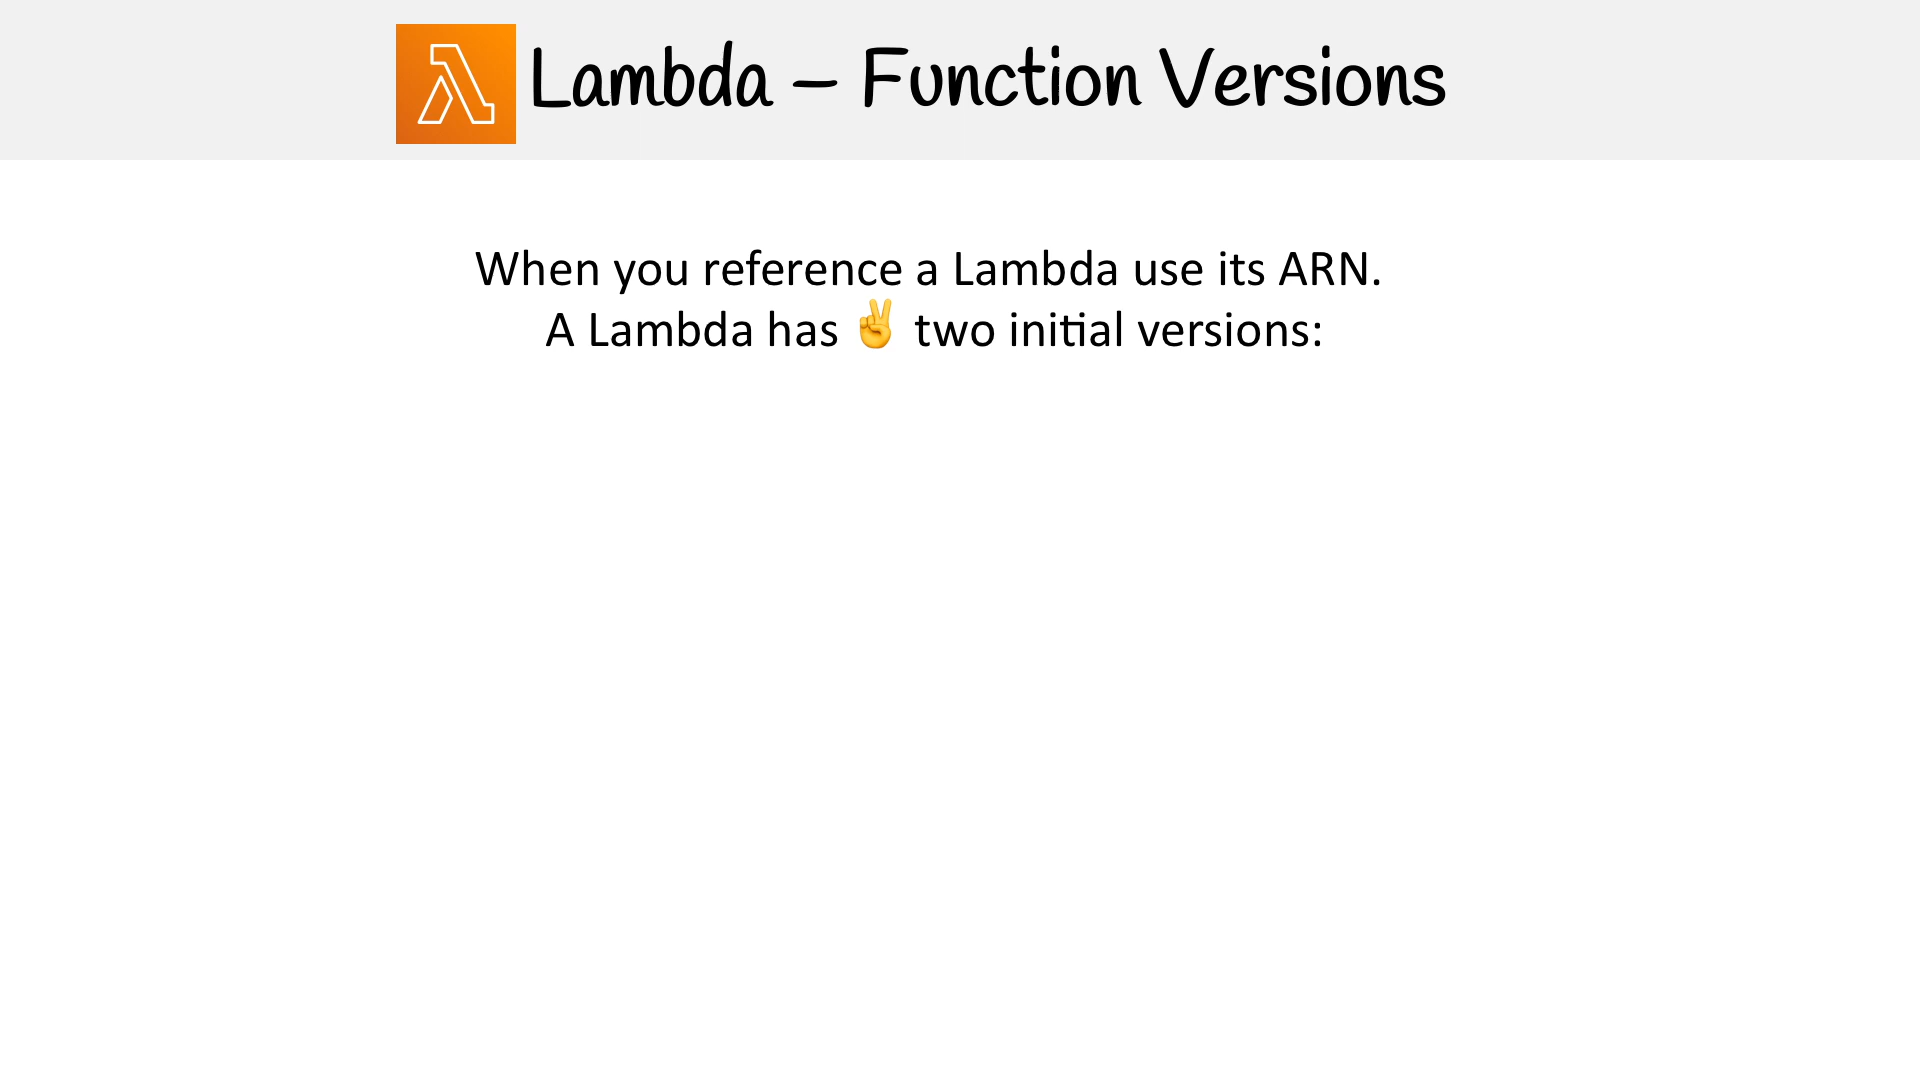 Lambda – Function Versions
When you reference a Lambda use its ARN.
A Lambda has ✌ two initial versions: